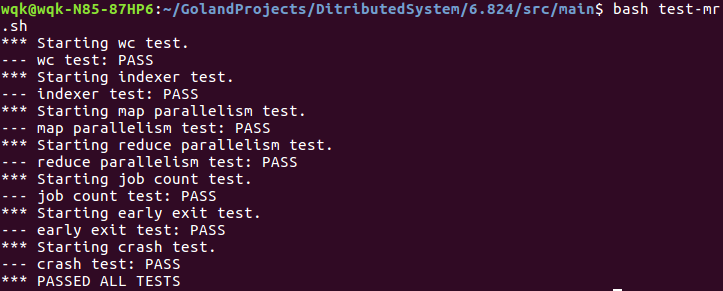 wqk@wqk-N85-87HP6:~/GolandProjects/DitributedSystem/6.824/src/main$ bash test-mr
.sh
*** Starting wc test.
--- wc test: PASS
*** Starting indexer test.
--- indexer test: PASS
*** Starting map parallelism test.
--- map parallelism test: PASS
*** Starting reduce parallelism test.
--- reduce parallelism test: PASS
*** Starting job count test.
--- job count test: PASS
*** Starting early exit test.
--- early exit test: PASS
*** Starting crash test.
--- crash test: PASS
*** PASSED ALL TESTS